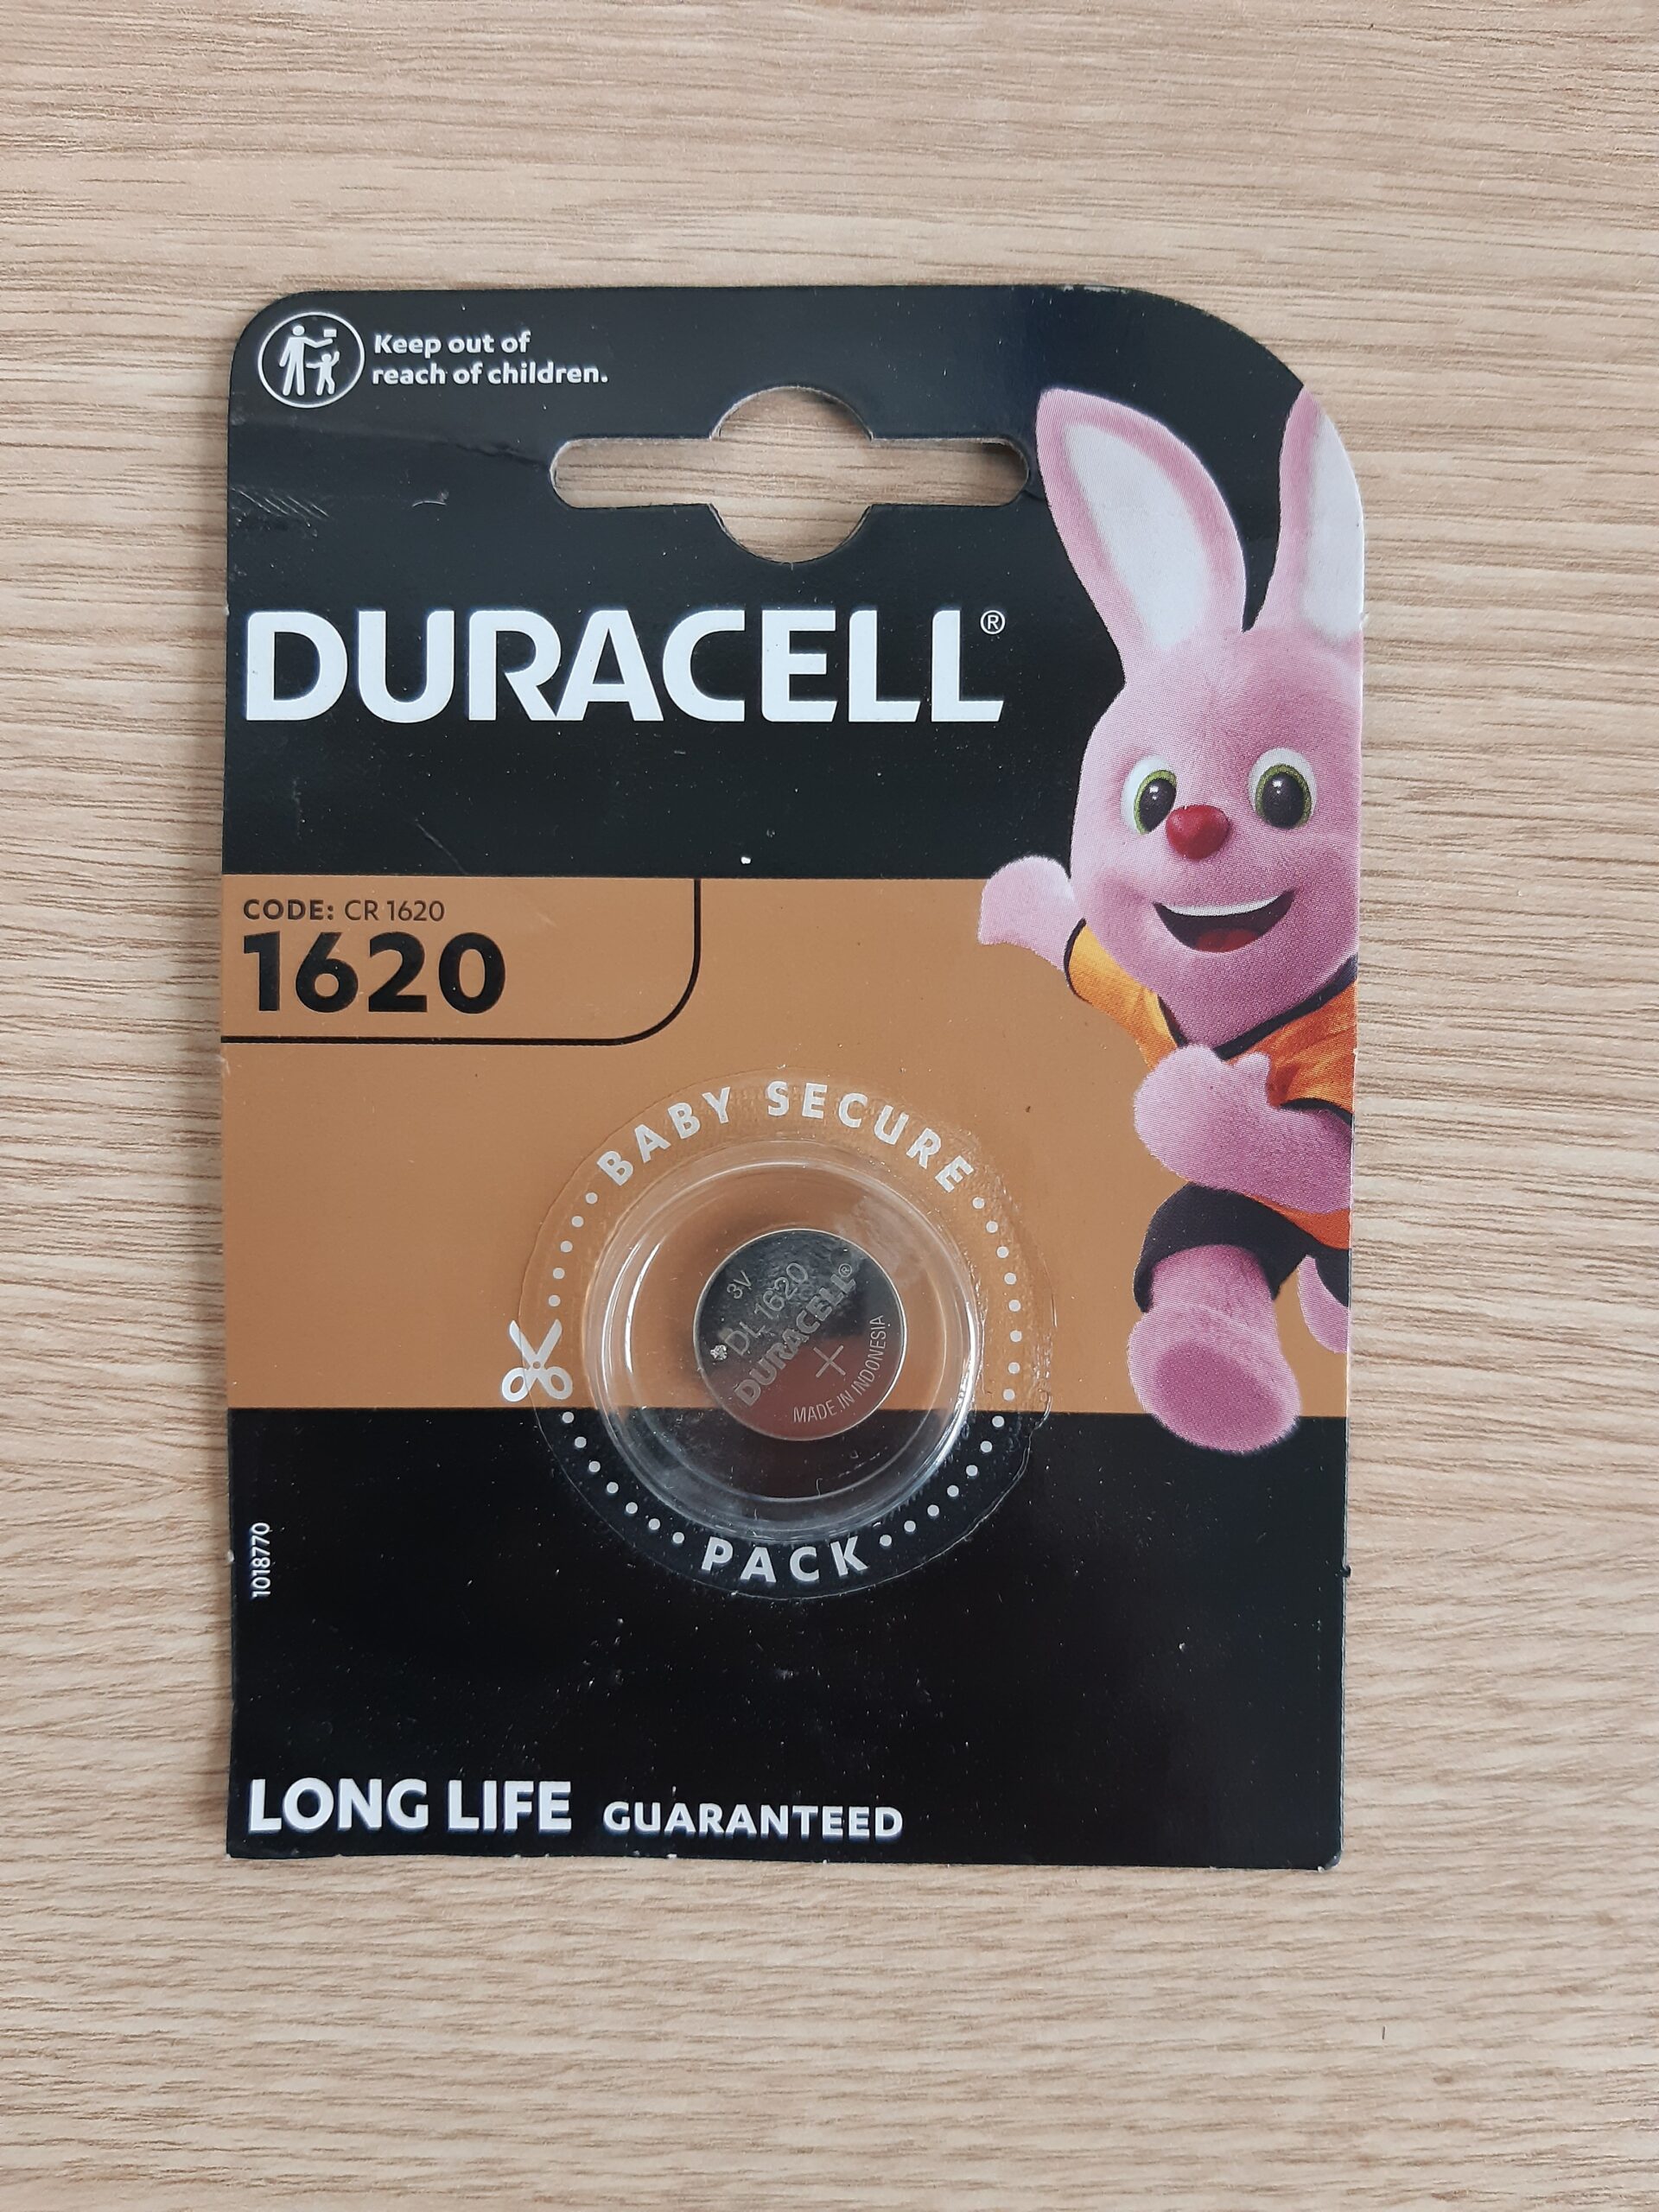 Keep out of
reach of children.
DURACELL®
CODE: CR 1620
1620
BABY SECURE
3V
DL 1620
DURACELL®
+
MADE IN INDONESIA
PACK
1018770
LONG LIFE GUARANTEED